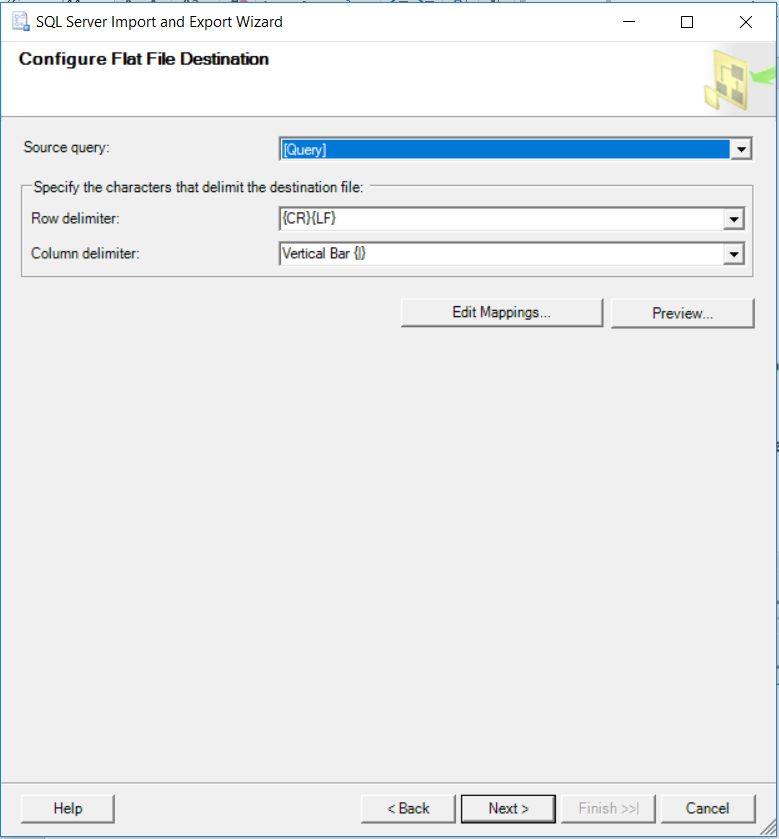 SQL Server Import and Export Wizard
Configure Flat File Destination
Source query: [Query]
Specify the characters that delimit the destination file:
Row delimiter: {CR}{LF}
Column delimiter: Vertical Bar {|}
Edit Mappings... Preview...
Help < Back Next > Finish >>| Cancel